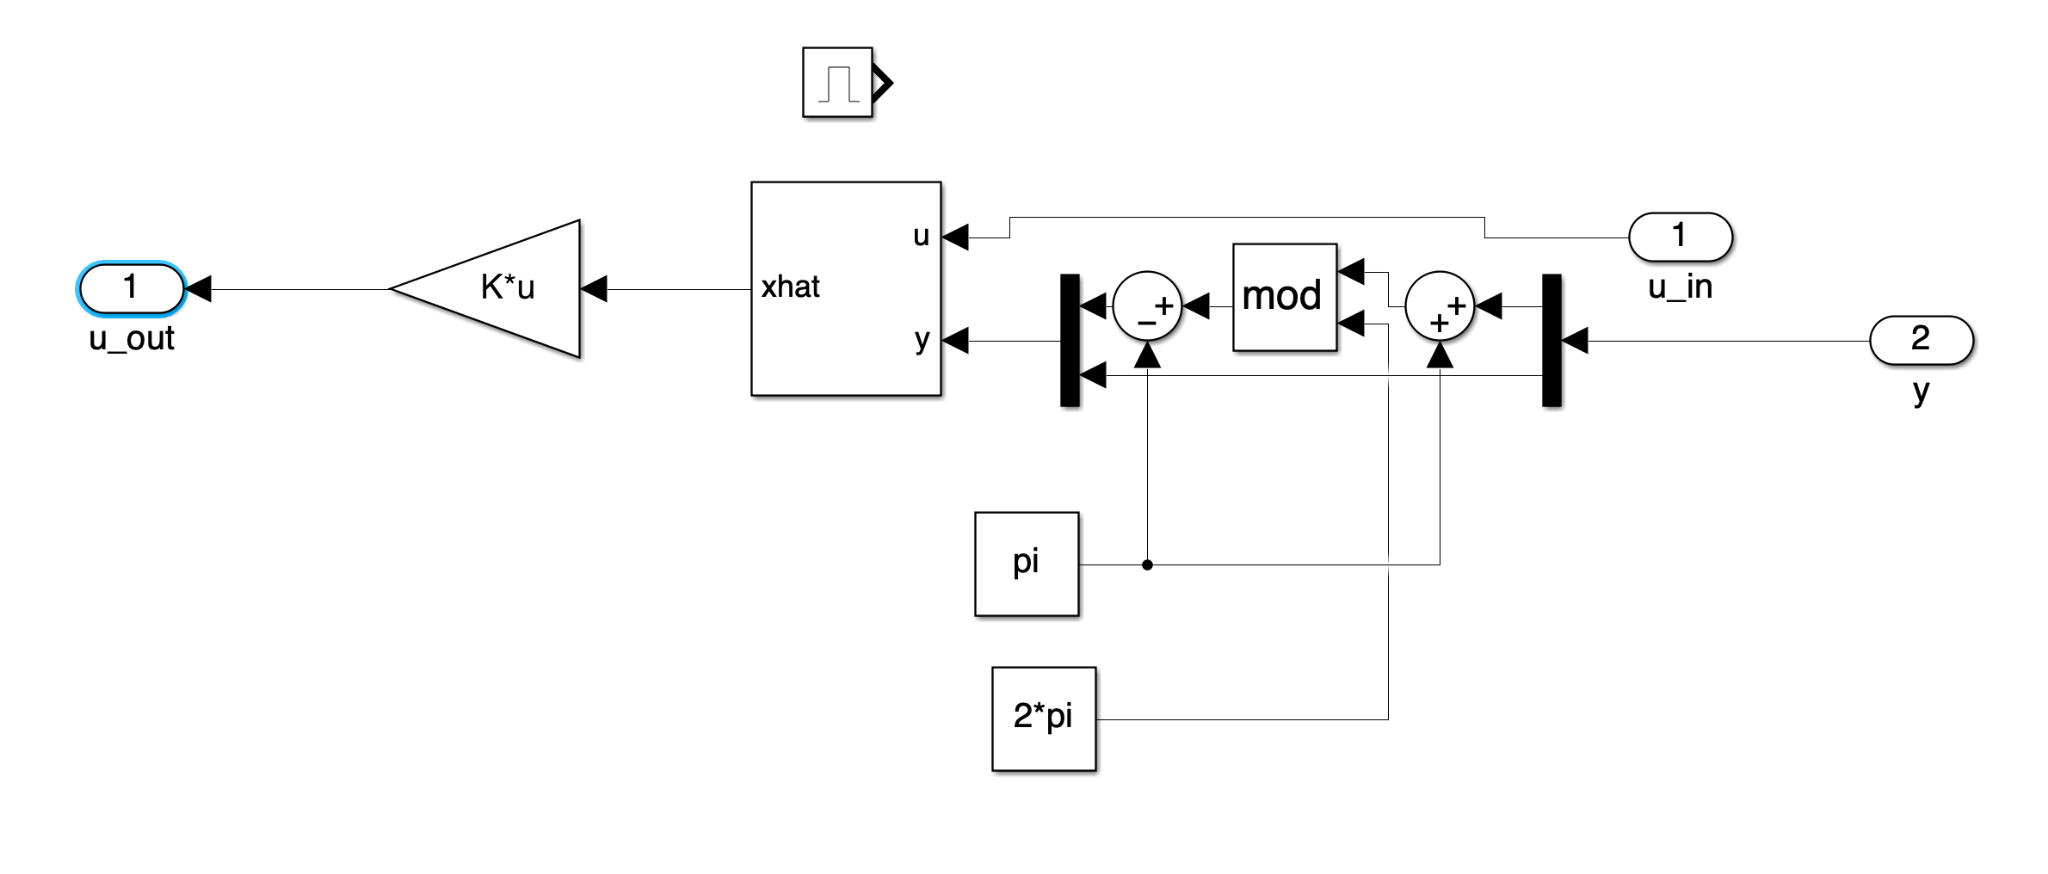 1
u_out
K*u
xhat
u
y
mod
+
−
+
+
1
u_in
2
y
pi
2*pi